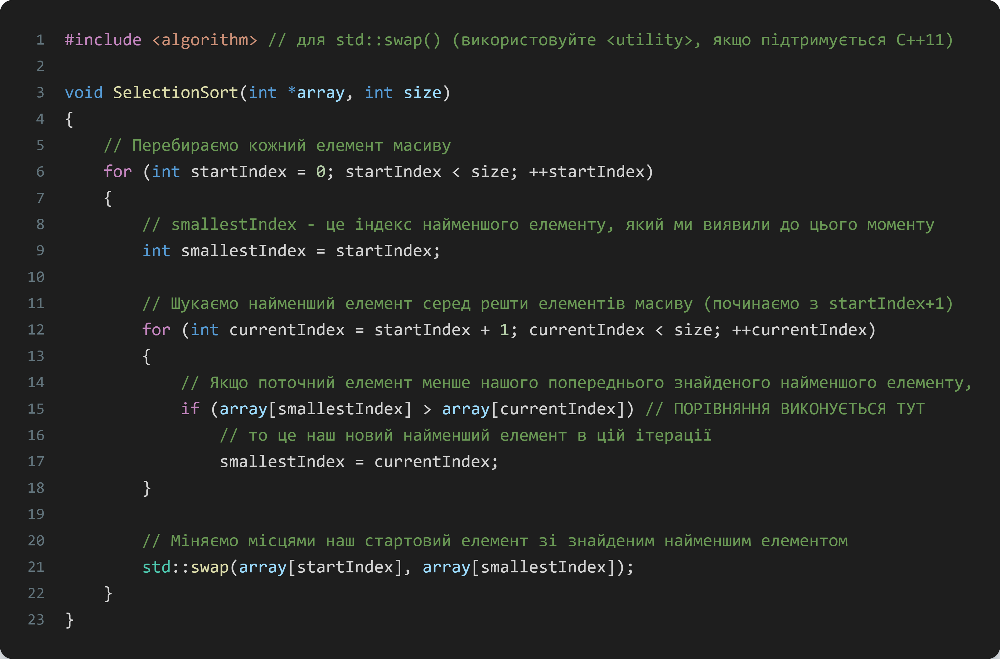 1 #include <algorithm> // для std::swap() (використовуйте <utility>, якщо підтримується C++11)
2
3 void SelectionSort(int *array, int size)
4 {
5     // Перебираємо кожний елемент масиву
6     for (int startIndex = 0; startIndex < size; ++startIndex)
7     {
8         // smallestIndex - це індекс найменшого елементу, який ми виявили до цього моменту
9         int smallestIndex = startIndex;
10
11         // Шукаємо найменший елемент серед решти елементів масиву (починаємо з startIndex+1)
12         for (int currentIndex = startIndex + 1; currentIndex < size; ++currentIndex)
13         {
14             // Якщо поточний елемент менше нашого попереднього знайденого найменшого елементу,
15             if (array[smallestIndex] > array[currentIndex]) // ПОРІВНЯННЯ ВИКОНУЄТЬСЯ ТУТ
16                 // то це наш новий найменший елемент в цій ітерації
17                 smallestIndex = currentIndex;
18         }
19
20         // Міняємо місцями наш стартовий елемент зі знайденим найменшим елементом
21         std::swap(array[startIndex], array[smallestIndex]);
22     }
23 }